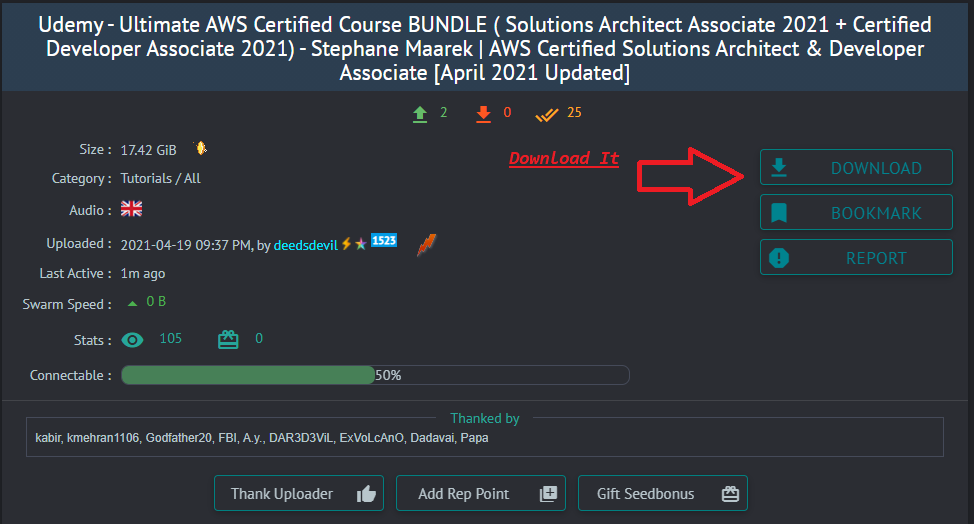 Udemy - Ultimate AWS Certified Course BUNDLE ( Solutions Architect Associate 2021 + Certified
Developer Associate 2021) - Stephane Maarek | AWS Certified Solutions Architect & Developer
Associate [April 2021 Updated]
2 0 25
Size : 17.42 GiB
Download It
DOWNLOAD
Category : Tutorials / All
Audio :
BOOKMARK
Uploaded : 2021-04-19 09:37 PM, by deedsdevil 1523
REPORT
Last Active : 1m ago
Swarm Speed : 0 B
Stats : 105 0
Connectable : 50%
Thanked by
kabir, kmehran1106, Godfather20, FBI, A.y., DAR3D3ViL, ExVoLcAnO, Dadavai, Papa
Thank Uploader Add Rep Point Gift Seedbonus